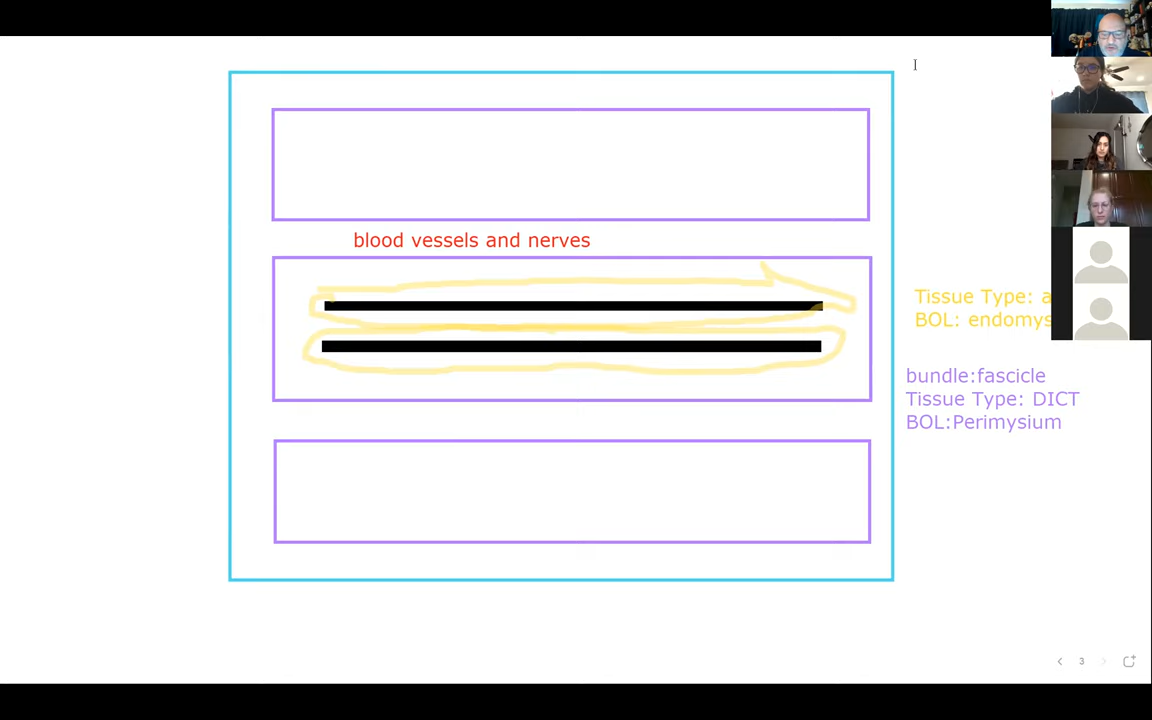 blood vessels and nerves
Tissue Type: a
BOL: endomys
bundle:fascicle
Tissue Type: DICT
BOL:Perimysium
3